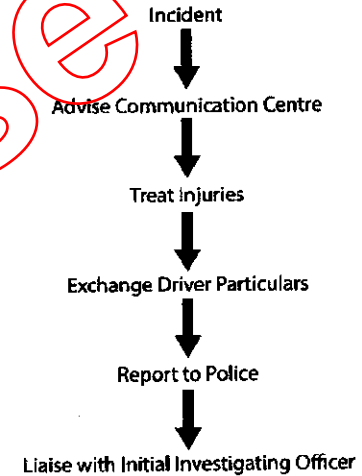 Incident
Advise Communication Centre
Treat Injuries
Exchange Driver Particulars
Report to Police
Liaise with Initial Investigating Officer